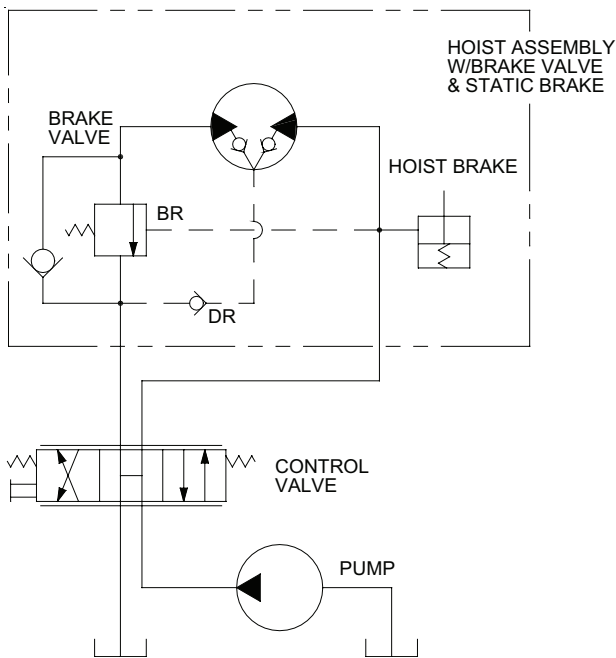 HOIST ASSEMBLY
W/BRAKE VALVE
& STATIC BRAKE
BRAKE
VALVE
HOIST BRAKE
BR
DR
CONTROL
VALVE
PUMP